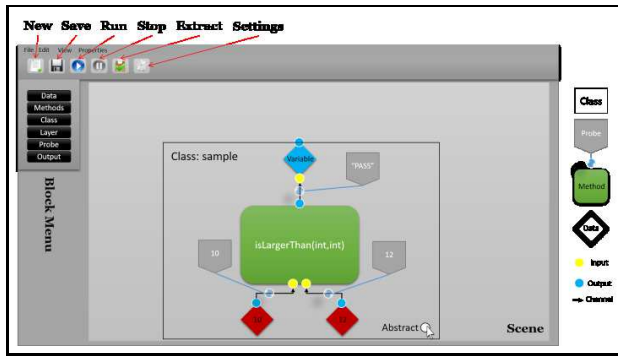 New Save Run Stop Extract Settings
File Edit View Properties
Data
Methods
Class
Layer
Probe
Output
Block Menu
Class: sample
Variable
"PASS"
isLargerThan(int,int)
10
12
Abstract
Scene
Class
Probe
Method
Data
Input
Output
Channel